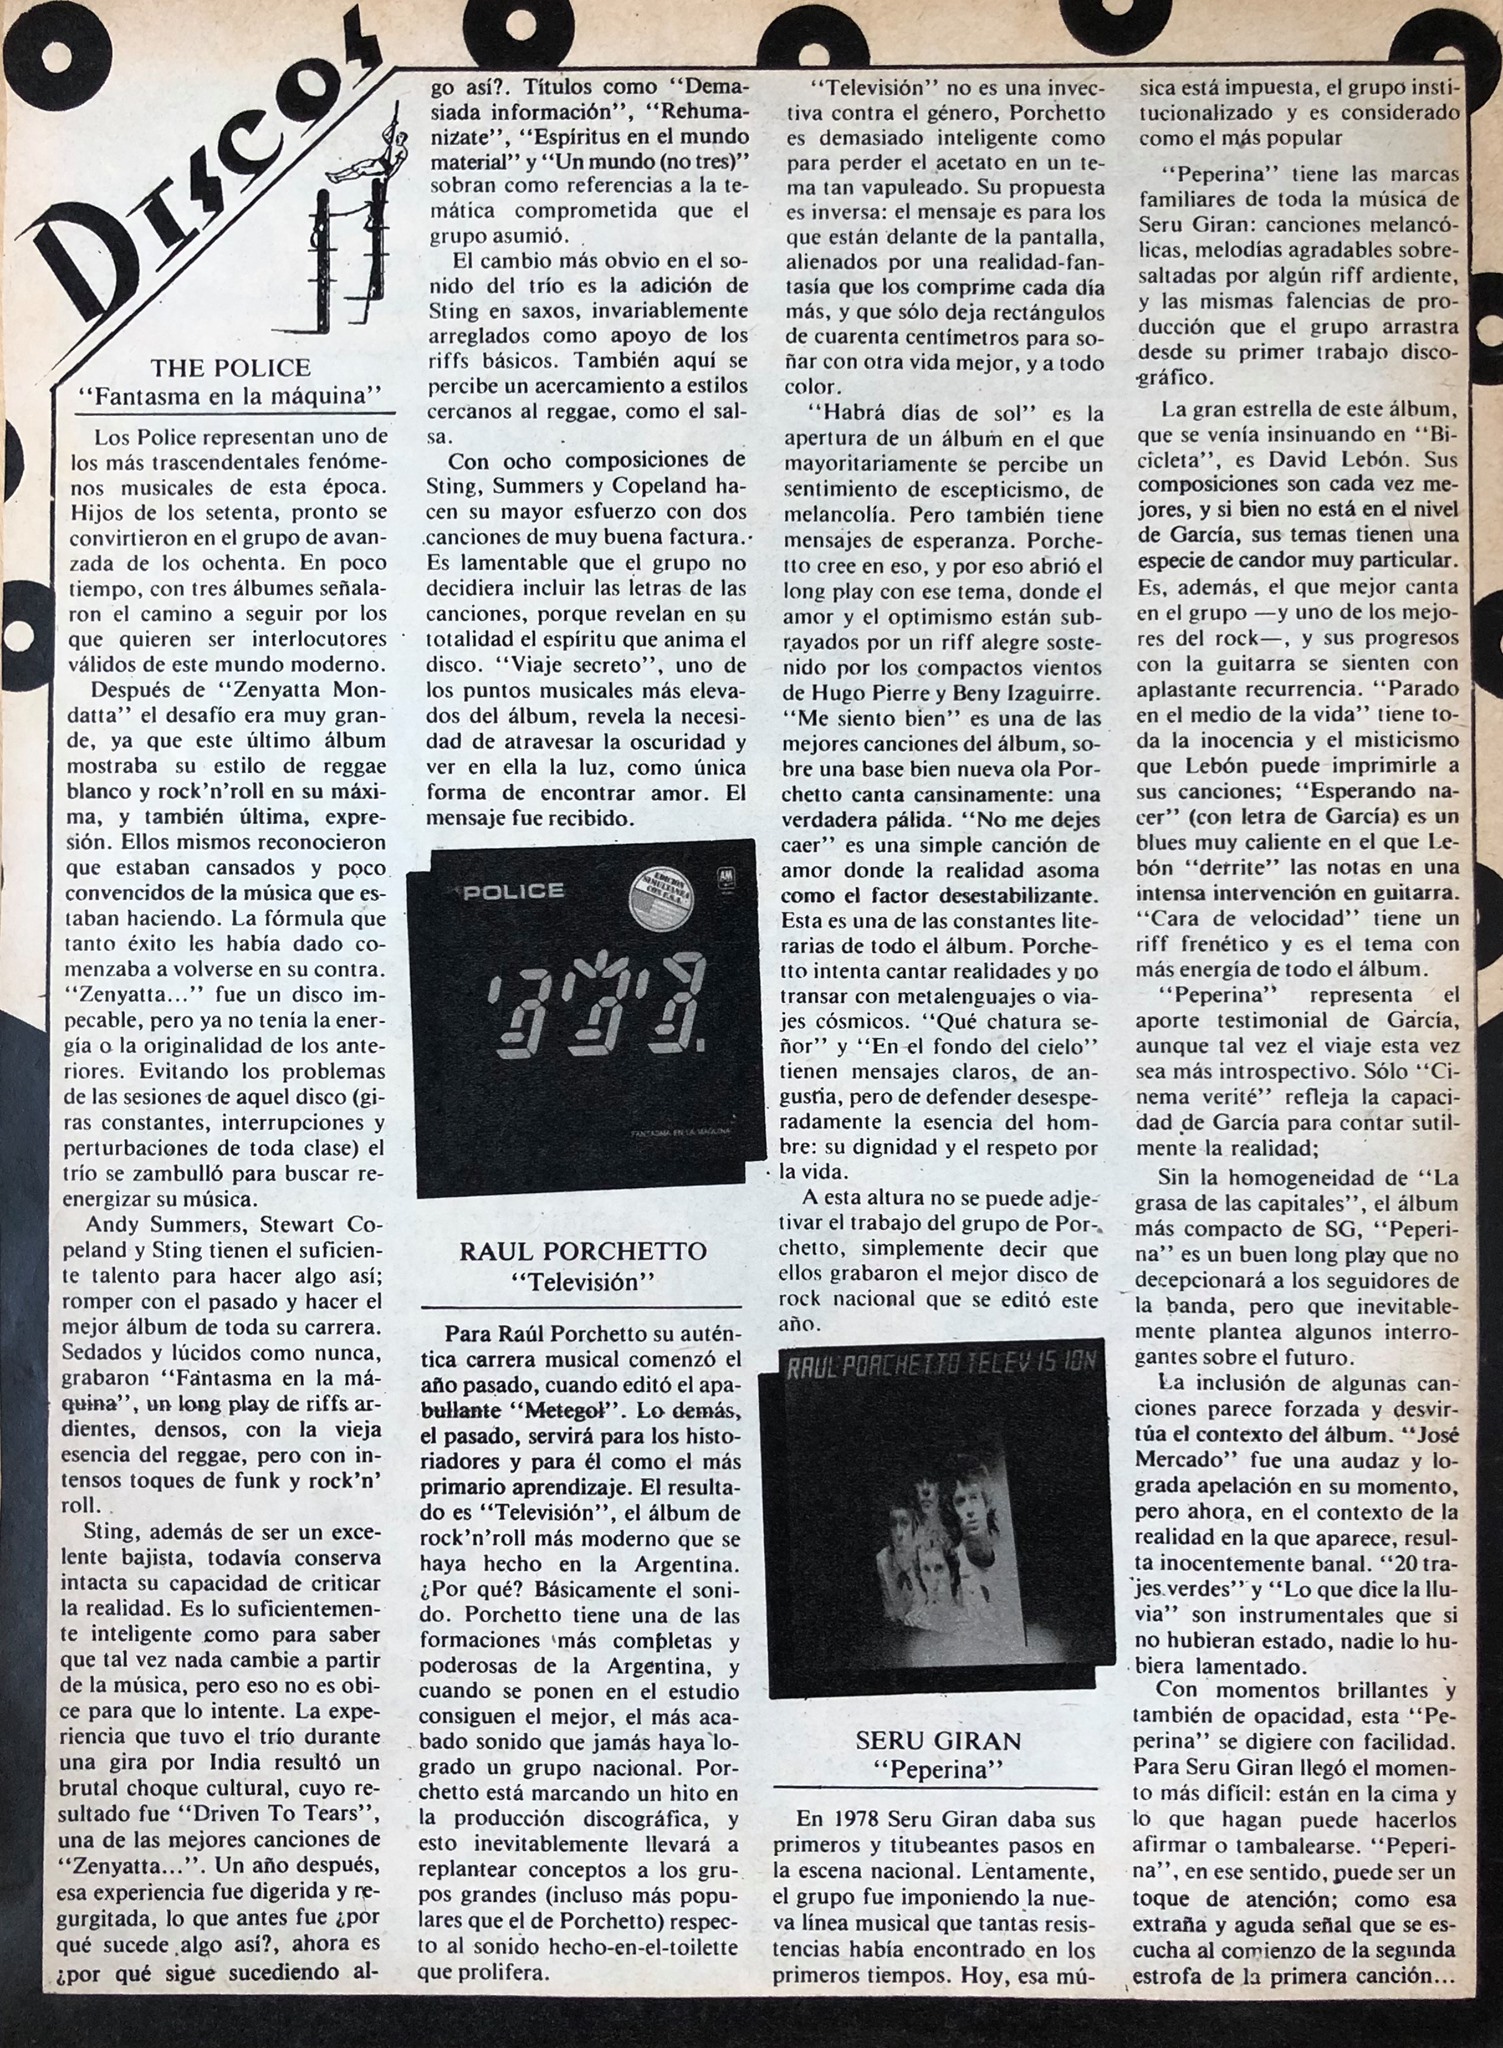 DISCOS
THE POLICE
“Fantasma en la máquina”
Los Police representan uno de
los más trascendentales fenóme-
nos musicales de esta época.
Hijos de los setenta, pronto se
convirtieron en el grupo de avan-
zada de los ochenta. En poco
tiempo, con tres álbumes señala-
ron el camino a seguir por los
que quieren ser interlocutores
válidos de este mundo moderno.
Después de “Zenyatta Mon-
datta” el desafío era muy gran-
de, ya que este último álbum
mostraba su estilo de reggae
blanco y rock’n’roll en su máxi-
ma, y también última, expre-
sión. Ellos mismos reconocieron
que estaban cansados y poco
convencidos de la música que es-
taban haciendo. La fórmula que
tanto éxito les había dado co-
menzaba a volverse en su contra.
“Zenyatta...” fue un disco im-
pecable, pero ya no tenía la ener-
gía o la originalidad de los ante-
riores. Evitando los problemas
de las sesiones de aquel disco (gi-
ras constantes, interrupciones y
perturbaciones de toda clase) el
trío se zambulló para buscar re-
energizar su música.
Andy Summers, Stewart Co-
peland y Sting tienen el suficien-
te talento para hacer algo así;
romper con el pasado y hacer el
mejor álbum de toda su carrera.
Sedados y lúcidos como nunca,
grabaron “Fantasma en la má-
quina”, un long play de riffs ar-
dientes, densos, con la vieja
esencia del reggae, pero con in-
tensos toques de funk y rock’n’
roll.
Sting, además de ser un exce-
lente bajista, todavía conserva
intacta su capacidad de criticar
la realidad. Es lo suficientemen-
te inteligente como para saber
que tal vez nada cambie a partir
de la música, pero eso no es obi-
ce para que lo intente. La expe-
riencia que tuvo el trío durante
una gira por India resultó un
brutal choque cultural, cuyo re-
sultado fue “Driven To Tears”,
una de las mejores canciones de
“Zenyatta...”. Un año después,
esa experiencia fue digerida y re-
gurgitada, lo que antes fue ¿por
qué sucede algo así?, ahora es
¿por qué sigue sucediendo al-
go así?. Títulos como “Dema-
siada información”, “Rehuma-
nizate”, “Espíritus en el mundo
material” y “Un mundo (no tres)”
sobran como referencias a la te-
mática comprometida que el
grupo asumió.
El cambio más obvio en el so-
nido del trío es la adición de
Sting en saxos, invariablemente
arreglados como apoyo de los
riffs básicos. También aquí se
percibe un acercamiento a estilos
cercanos al reggae, como el sal-
sa.
Con ocho composiciones de
Sting, Summers y Copeland ha-
cen su mayor esfuerzo con dos
canciones de muy buena factura.
Es lamentable que el grupo no
decidiera incluir las letras de las
canciones, porque revelan en su
totalidad el espíritu que anima el
disco. “Viaje secreto”, uno de
los puntos musicales más eleva-
dos del álbum, revela la necesi-
dad de atravesar la oscuridad y
ver en ella la luz, como única
forma de encontrar amor. El
mensaje fue recibido.
POLICE
EDICION
SIMULTANEA
CON U.S.A.
AM
FANTASMA EN LA MAQUINA
RAUL PORCHETTO
“Televisión”
Para Raúl Porchetto su autén-
tica carrera musical comenzó el
año pasado, cuando editó el apa-
bullante “Metegol”. Lo demás,
el pasado, servirá para los histo-
riadores y para él como el más
primario aprendizaje. El resulta-
do es “Televisión”, el álbum de
rock’n’roll más moderno que se
haya hecho en la Argentina.
¿Por qué? Básicamente el soni-
do. Porchetto tiene una de las
formaciones más completas y
poderosas de la Argentina, y
cuando se ponen en el estudio
consiguen el mejor, el más aca-
bado sonido que jamás haya lo-
grado un grupo nacional. Por-
chetto está marcando un hito en
la producción discográfica, y
esto inevitablemente llevará a
replantear conceptos a los gru-
pos grandes (incluso más popu-
lares que el de Porchetto) respec-
to al sonido hecho-en-el-toilette
que prolifera.
“Televisión” no es una invec-
tiva contra el género, Porchetto
es demasiado inteligente como
para perder el acetato en un te-
ma tan vapuleado. Su propuesta
es inversa: el mensaje es para los
que están delante de la pantalla,
alienados por una realidad-fan-
tasía que los comprime cada día
más, y que sólo deja rectángulos
de cuarenta centímetros para so-
ñar con otra vida mejor, y a todo
color.
“Habrá días de sol” es la
apertura de un álbum en el que
mayoritariamente se percibe un
sentimiento de escepticismo, de
melancolía. Pero también tiene
mensajes de esperanza. Porche-
tto cree en eso, y por eso abrió el
long play con ese tema, donde el
amor y el optimismo están sub-
rayados por un riff alegre soste-
nido por los compactos vientos
de Hugo Pierre y Beny Izaguirre.
“Me siento bien” es una de las
mejores canciones del álbum, so-
bre una base bien nueva ola Por-
chetto canta cansinamente: una
verdadera pálida. “No me dejes
caer” es una simple canción de
amor donde la realidad asoma
como el factor desestabilizante.
Esta es una de las constantes lite-
rarias de todo el álbum. Porche-
tto intenta cantar realidades y no
transar con metalenguajes o via-
jes cósmicos. “Qué chatura se-
ñor” y “En el fondo del cielo”
tienen mensajes claros, de an-
gustia, pero de defender desespe-
radamente la esencia del hom-
bre: su dignidad y el respeto por
la vida.
A esta altura no se puede adje-
tivar el trabajo del grupo de Por-
chetto, simplemente decir que
ellos grabaron el mejor disco de
rock nacional que se editó este
año.
RAUL PORCHETTO TELEVISION
SERU GIRAN
“Peperina”
En 1978 Seru Giran daba sus
primeros y titubeantes pasos en
la escena nacional. Lentamente,
el grupo fue imponiendo la nue-
va línea musical que tantas resis-
tencias había encontrado en los
primeros tiempos. Hoy, esa mú-
sica está impuesta, el grupo insti-
tucionalizado y es considerado
como el más popular
“Peperina” tiene las marcas
familiares de toda la música de
Seru Giran: canciones melancó-
licas, melodías agradables sobre-
saltadas por algún riff ardiente,
y las mismas falencias de pro-
ducción que el grupo arrastra
desde su primer trabajo disco-
gráfico.
La gran estrella de este álbum,
que se venía insinuando en “Bi-
cicleta”, es David Lebón. Sus
composiciones son cada vez me-
jores, y si bien no está en el nivel
de García, sus temas tienen una
especie de candor muy particular.
Es, además, el que mejor canta
en el grupo —y uno de los mejo-
res del rock—, y sus progresos
con la guitarra se sienten con
aplastante recurrencia. “Parado
en el medio de la vida” tiene to-
da la inocencia y el misticismo
que Lebón puede imprimirle a
sus canciones; “Esperando na-
cer” (con letra de García) es un
blues muy caliente en el que Le-
bón “derrite” las notas en una
intensa intervención en guitarra.
“Cara de velocidad” tiene un
riff frenético y es el tema con
más energía de todo el álbum.
“Peperina” representa el
aporte testimonial de García,
aunque tal vez el viaje esta vez
sea más introspectivo. Sólo “Ci-
nema verité” refleja la capaci-
dad de García para contar sutil-
mente la realidad;
Sin la homogeneidad de “La
grasa de las capitales”, el álbum
más compacto de SG, “Peperi-
na” es un buen long play que no
decepcionará a los seguidores de
la banda, pero que inevitable-
mente plantea algunos interro-
gantes sobre el futuro.
La inclusión de algunas can-
ciones parece forzada y desvir-
túa el contexto del álbum. “José
Mercado” fue una audaz y lo-
grada apelación en su momento,
pero ahora, en el contexto de la
realidad en la que aparece, resul-
ta inocentemente banal. “20 tra-
jes verdes” y “Lo que dice la llu-
via” son instrumentales que si
no hubieran estado, nadie lo hu-
biera lamentado.
Con momentos brillantes y
también de opacidad, esta “Pe-
perina” se digiere con facilidad.
Para Seru Giran llegó el momen-
to más difícil: están en la cima y
lo que hagan puede hacerlos
afirmar o tambalearse. “Peperi-
na”, en ese sentido, puede ser un
toque de atención; como esa
extraña y aguda señal que se es-
cucha al comienzo de la segunda
estrofa de la primera canción...